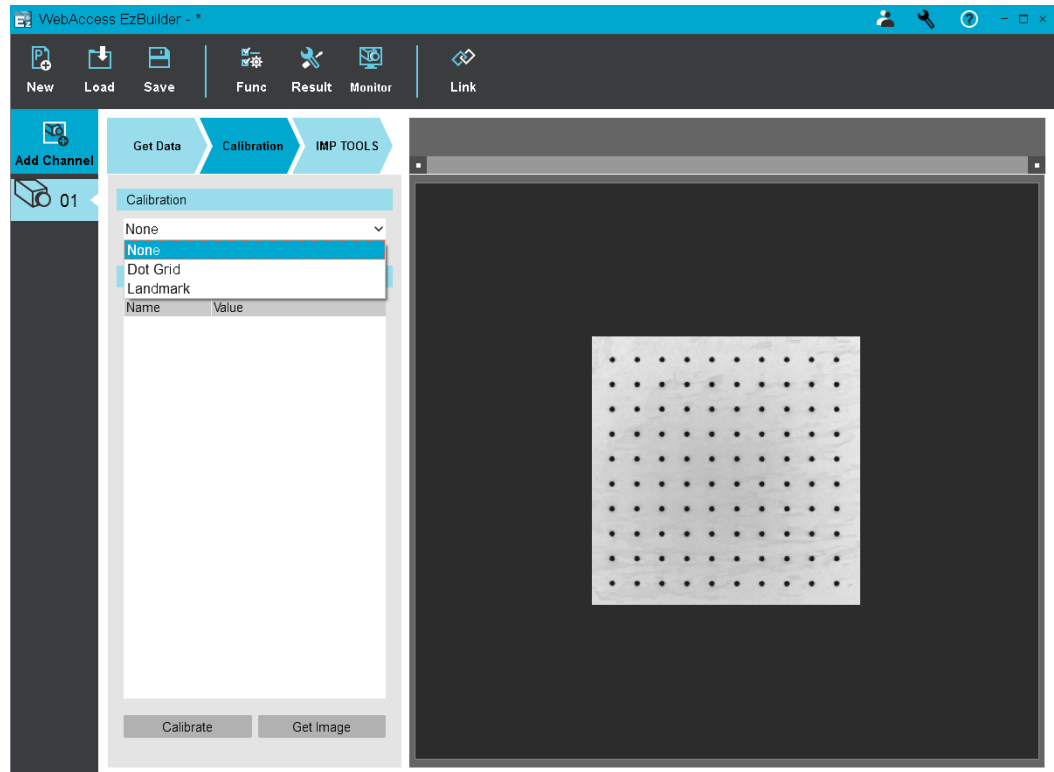 WebAccess EzBuilder - *
New Load Save Func Result Monitor Link
Add Channel
01
Get Data Calibration IMP TOOLS
Calibration
None
None
Dot Grid
Landmark
Name Value
Calibrate Get Image